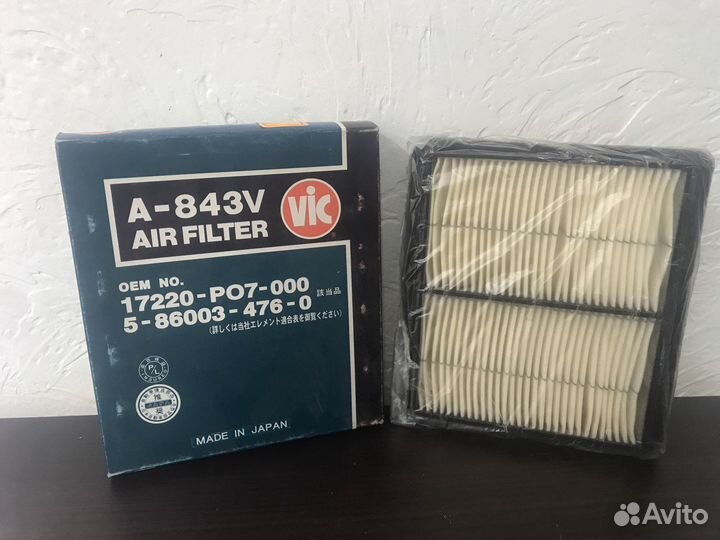 A-843V
AIR FILTER
VIC
OEM NO.
17220-PO7-000 該当品
5-86003-476-0
(詳しくは当社エレメント適合表を御覧ください)
P/L
推
奨
MADE IN JAPAN
Avito